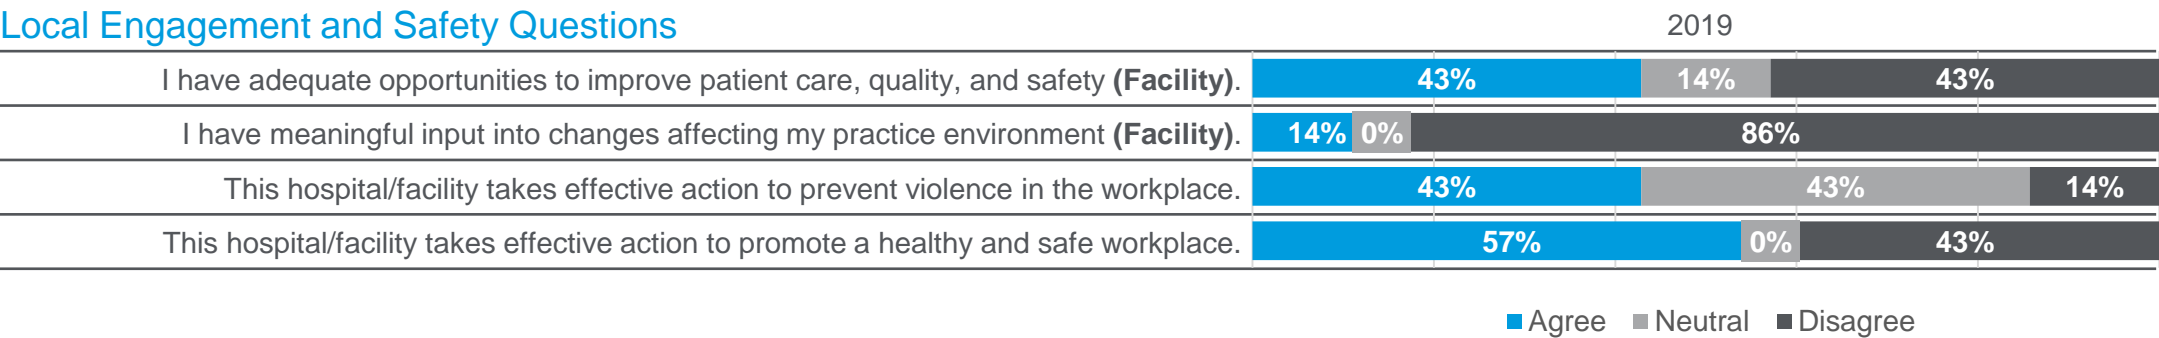 Local Engagement and Safety Questions 2019
I have adequate opportunities to improve patient care, quality, and safety (Facility). 43% 14% 43%
I have meaningful input into changes affecting my practice environment (Facility). 14% 0% 86%
This hospital/facility takes effective action to prevent violence in the workplace. 43% 43% 14%
This hospital/facility takes effective action to promote a healthy and safe workplace. 57% 0% 43%
Agree Neutral Disagree